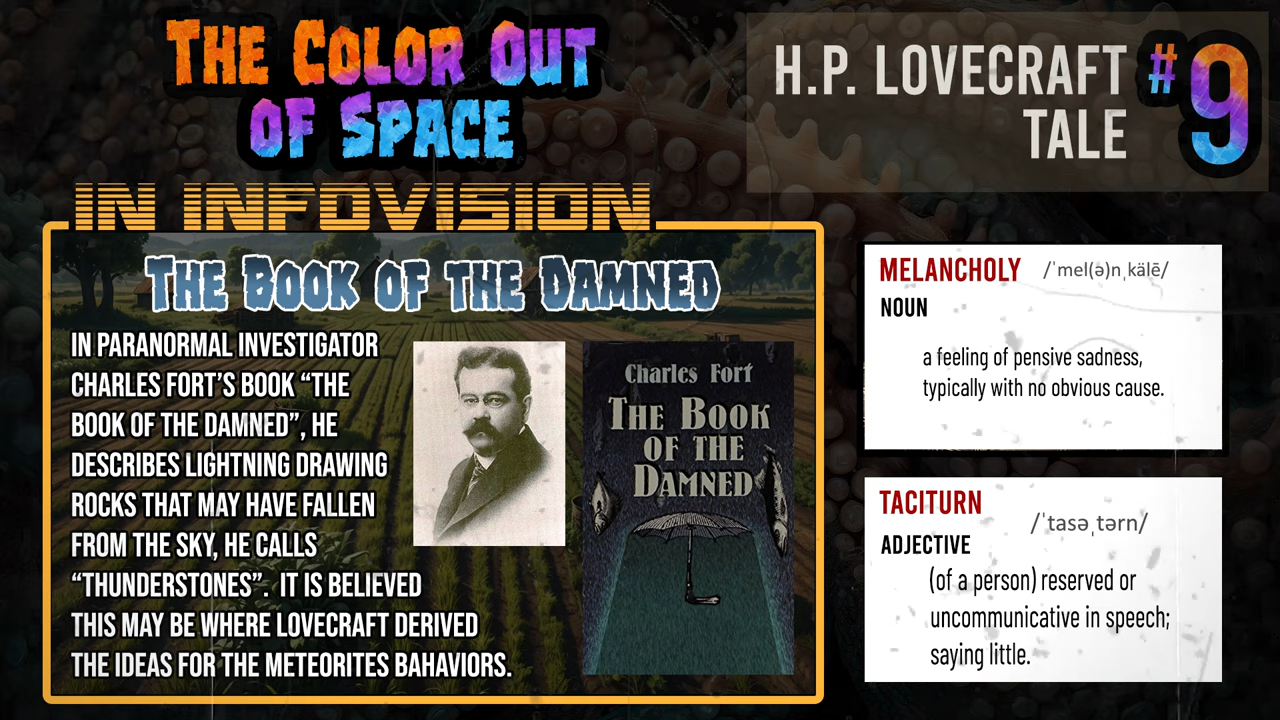 The Color Out
of Space
H.P. LOVECRAFT
TALE
#9
IN INFOVISION
The Book of the Damned
IN PARANORMAL INVESTIGATOR
CHARLES FORT'S BOOK “THE
BOOK OF THE DAMNED”, HE
DESCRIBES LIGHTNING DRAWING
ROCKS THAT MAY HAVE FALLEN
FROM THE SKY, HE CALLS
“THUNDERSTONES”. IT IS BELIEVED
THIS MAY BE WHERE LOVECRAFT DERIVED
THE IDEAS FOR THE METEORITES BAHAVIORS.
Charles Fort
The Book
of the
Damned
MELANCHOLY /ˈmel(ə)nˌkälē/
NOUN
a feeling of pensive sadness,
typically with no obvious cause.
TACITURN
/ˈtasəˌtərn/
ADJECTIVE
(of a person) reserved or
uncommunicative in speech;
saying little.